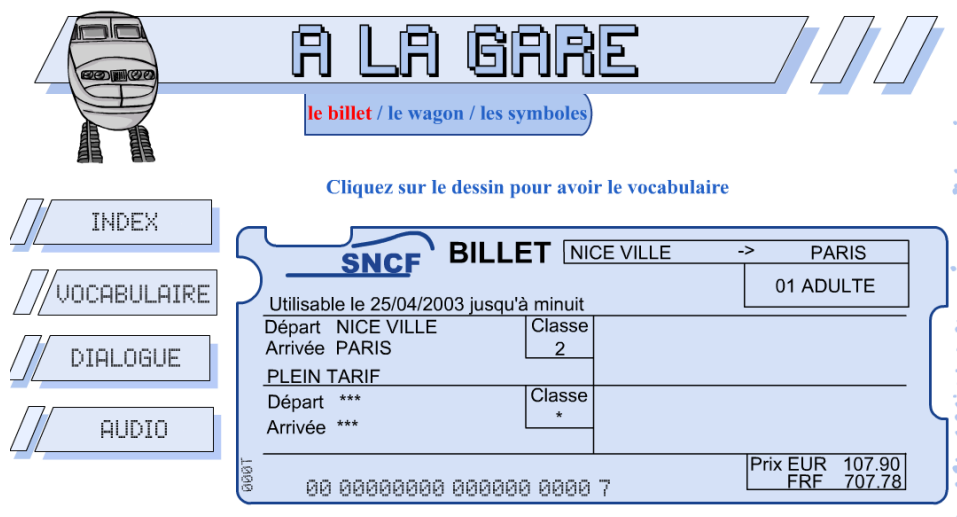 A LA GARE
le billet / le wagon / les symboles
Cliquez sur le dessin pour avoir le vocabulaire
INDEX
VOCABULAIRE
DIALOGUE
AUDIO
SNCF BILLET NICE VILLE -> PARIS
01 ADULTE
Utilisable le 25/04/2003 jusqu'à minuit
Départ NICE VILLE Classe
Arrivée PARIS 2
PLEIN TARIF
Départ *** Classe
Arrivée *** *
Prix EUR 107.90
FRF 707.78
000T
00 00000000 000000 0000 7